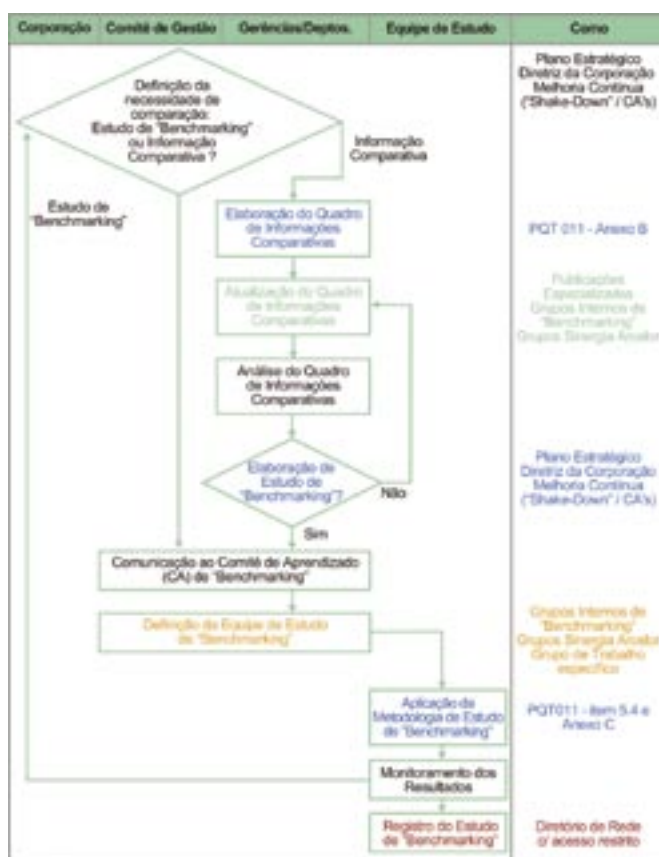 Corporação Comitê de Gestão Gerências/Deptos. Equipe de Estudo Como
Definição da
necessidade de
comparação:
Estudo de "Benchmarking"
ou Informação
Comparativa ?
Plano Estratégico
Diretriz da Corporação
Melhoria Contínua
("Shake-Down" / CA's)
Informação
Comparativa
Estudo de
"Benchmarking"
Elaboração do Quadro
de Informações
Comparativas
PQT 011 - Anexo B
Atualização do Quadro
de Informações
Comparativas
Publicações
Especializadas
Grupos Internos de
"Benchmarking"
Grupos Sinergia Arcelor
Análise do Quadro
de Informações
Comparativas
Elaboração de
Estudo de
"Benchmarking"?
Não
Sim
Plano Estratégico
Diretriz da Corporação
Melhoria Contínua
("Shake-Down" / CA's)
Comunicação ao Comitê de Aprendizado
(CA) de "Benchmarking"
Definição da Equipe de Estudo
de "Benchmarking"
Grupos Internos de
"Benchmarking"
Grupos Sinergia Arcelor
Grupo de Trabalho
específico
Aplicação da
Metodologia de Estudo
de "Benchmarking"
PQT011 - item 5.4 e
Anexo C
Monitoramento dos
Resultados
Registro do Estudo
de "Benchmarking"
Diretório de Rede
c/ acesso restrito